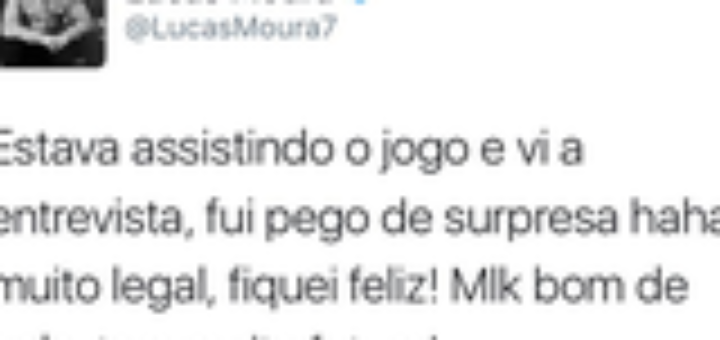 @LucasMoura7
Estava assistindo o jogo e vi a
entrevista, fui pego de surpresa haha
muito legal, fiquei feliz! Mlk bom de